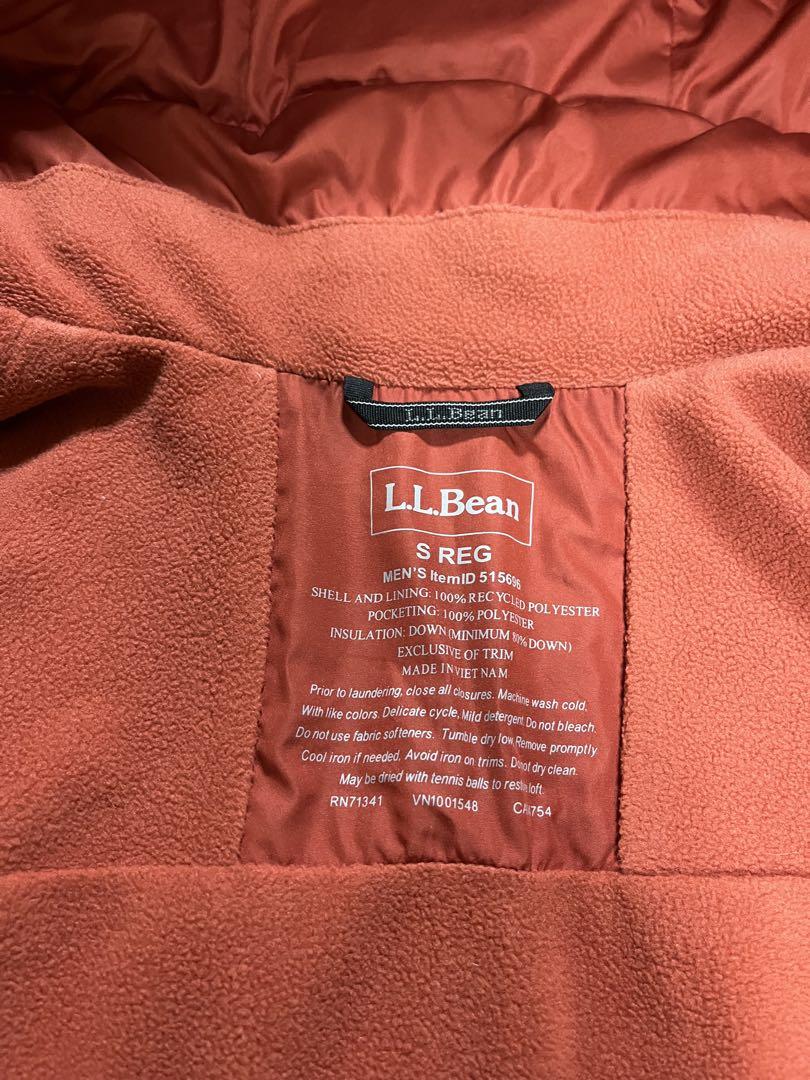 L.L.Bean
L.L.Bean
S REG
MEN'S ItemID 515696
SHELL AND LINING: 100% RECYCLED POLYESTER
POCKETING: 100% POLYESTER
INSULATION: DOWN (MINIMUM 80% DOWN)
EXCLUSIVE OF TRIM
MADE IN VIET NAM
Prior to laundering, close all closures. Machine wash cold.
With like colors. Delicate cycle, Mild detergent. Do not bleach.
Do not use fabric softeners. Tumble dry low. Remove promptly.
Cool iron if needed. Avoid iron on trims. Do not dry clean.
May be dried with tennis balls to restore loft.
RN71341 VN1001548